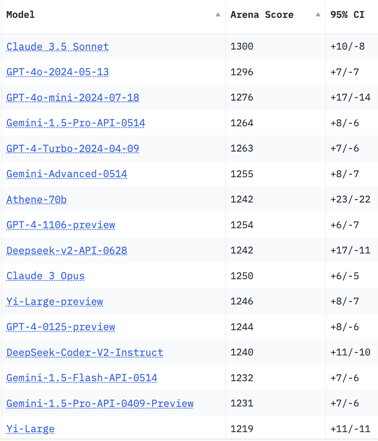 Model ▲ Arena Score ▲ 95% CI
Claude 3.5 Sonnet 1300 +10/-8
GPT-4o-2024-05-13 1296 +7/-7
GPT-4o-mini-2024-07-18 1276 +17/-14
Gemini-1.5-Pro-API-0514 1264 +8/-6
GPT-4-Turbo-2024-04-09 1263 +7/-6
Gemini-Advanced-0514 1255 +8/-7
Athene-70b 1242 +23/-22
GPT-4-1106-preview 1254 +6/-7
Deepseek-v2-API-0628 1242 +17/-11
Claude 3 Opus 1250 +6/-5
Yi-Large-preview 1246 +8/-7
GPT-4-0125-preview 1244 +8/-6
DeepSeek-Coder-V2-Instruct 1240 +11/-10
Gemini-1.5-Flash-API-0514 1232 +7/-6
Gemini-1.5-Pro-API-0409-Preview 1231 +7/-6
Yi-Large 1219 +11/-11